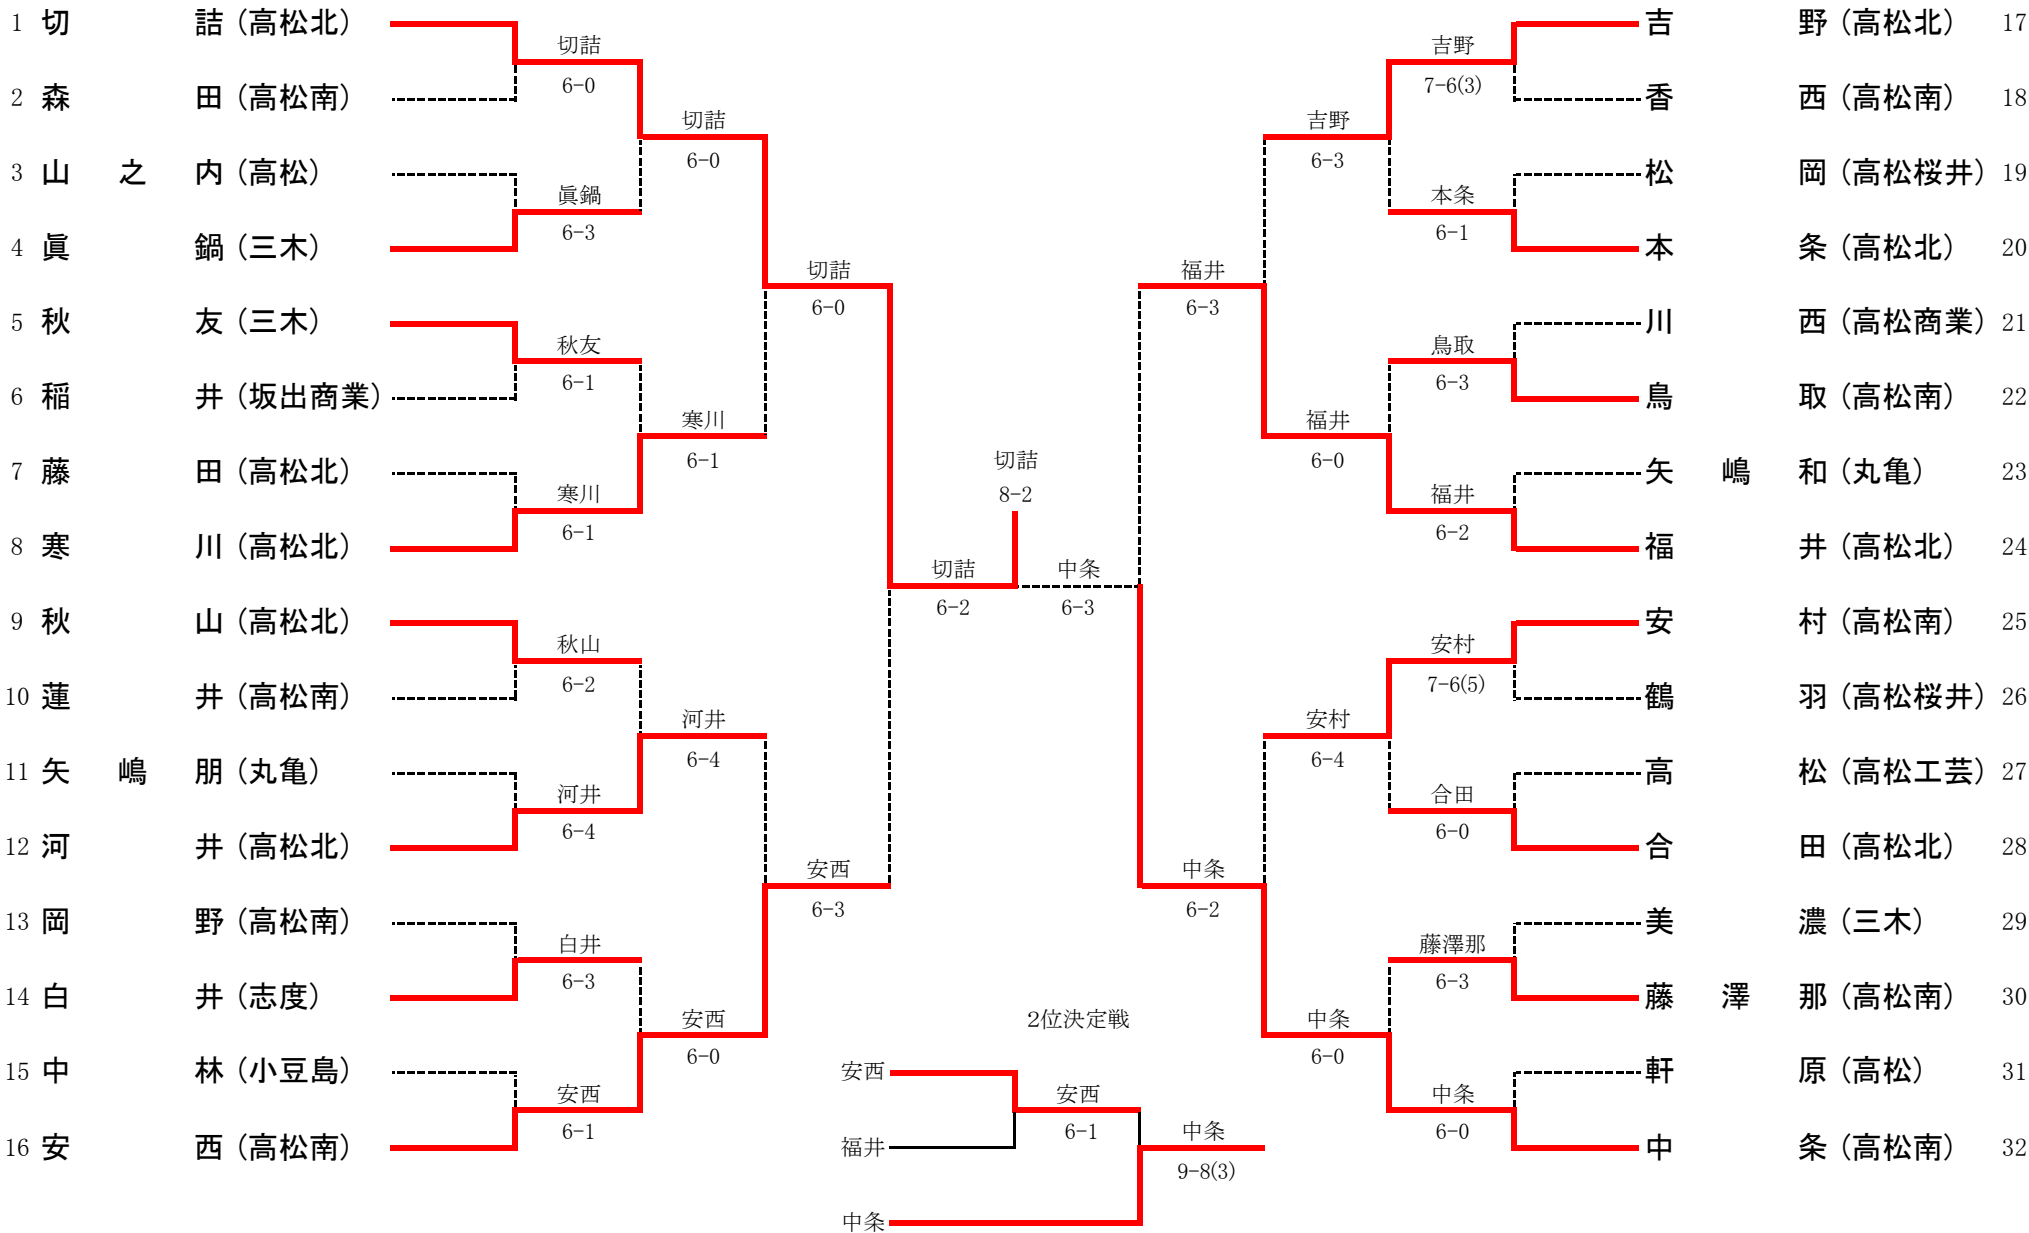 1 切 詰 (高松北)
2 森 田 (高松南)
3 山 之 内 (高松)
4 眞 鍋 (三木)
5 秋 友 (三木)
6 稲 井 (坂出商業)
7 藤 田 (高松北)
8 寒 川 (高松北)
9 秋 山 (高松北)
10 蓮 井 (高松南)
11 矢 嶋 朋 (丸亀)
12 河 井 (高松北)
13 岡 野 (高松南)
14 白 井 (志度)
15 中 林 (小豆島)
16 安 西 (高松南)
切詰
6-0
眞鍋
6-3
秋友
6-1
寒川
6-1
秋山
6-2
河井
6-4
白井
6-3
安西
6-1
切詰
6-0
寒川
6-1
河井
6-4
安西
6-0
切詰
6-0
安西
6-3
切詰
6-2
切詰
8-2
中条
6-3
福井
6-3
中条
6-2
吉野
6-3
福井
6-0
安村
6-4
中条
6-0
吉野
7-6(3)
本条
6-1
鳥取
6-3
福井
6-2
安村
7-6(5)
合田
6-0
藤澤那
6-3
中条
6-0
吉 野 (高松北) 17
香 西 (高松南) 18
松 岡 (高松桜井) 19
本 条 (高松北) 20
川 西 (高松商業) 21
鳥 取 (高松南) 22
矢 嶋 和 (丸亀) 23
福 井 (高松北) 24
安 村 (高松南) 25
鶴 羽 (高松桜井) 26
高 松 (高松工芸) 27
合 田 (高松北) 28
美 濃 (三木) 29
藤 澤 那 (高松南) 30
軒 原 (高松) 31
中 条 (高松南) 32
2位決定戦
安西
福井
中条
安西
6-1
中条
9-8(3)